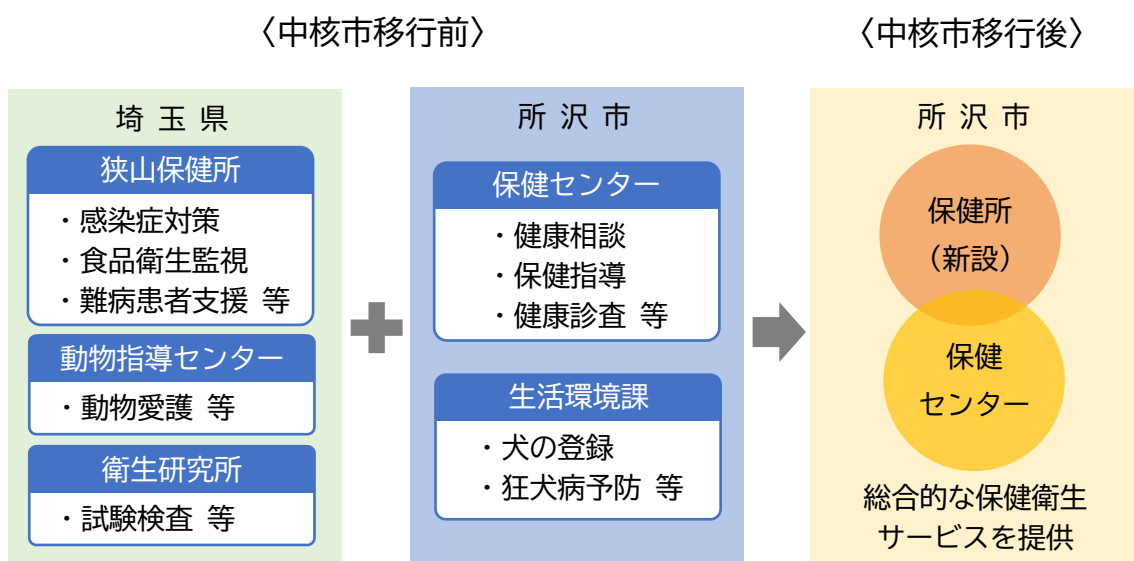 〈中核市移行前〉
〈中核市移行後〉
埼玉県
狭山保健所
・感染症対策
・食品衛生監視
・難病患者支援 等
動物指導センター
・動物愛護 等
衛生研究所
・試験検査 等
所沢市
保健センター
・健康相談
・保健指導
・健康診査 等
生活環境課
・犬の登録
・狂犬病予防 等
所沢市
保健所
（新設）
保健
センター
総合的な保健衛生
サービスを提供